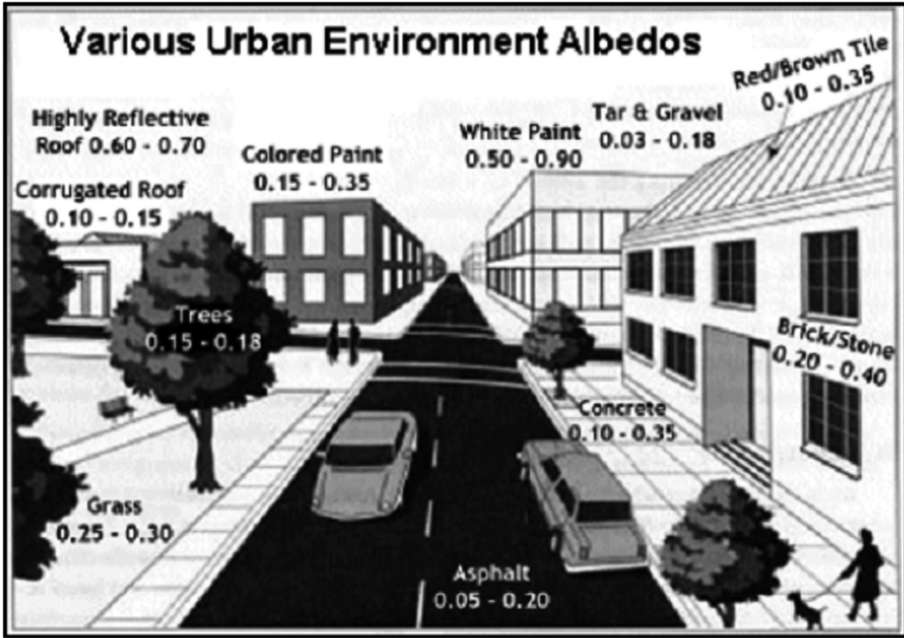 Various Urban Environment Albedos
Red/Brown Tile
0.10 - 0.35
Highly Reflective
Roof 0.60 - 0.70
Colored Paint
0.15 - 0.35
White Paint
0.50 - 0.90
Tar & Gravel
0.03 - 0.18
Corrugated Roof
0.10 - 0.15
Trees
0.15 - 0.18
Brick/Stone
0.20 - 0.40
Concrete
0.10 - 0.35
Grass
0.25 - 0.30
Asphalt
0.05 - 0.20